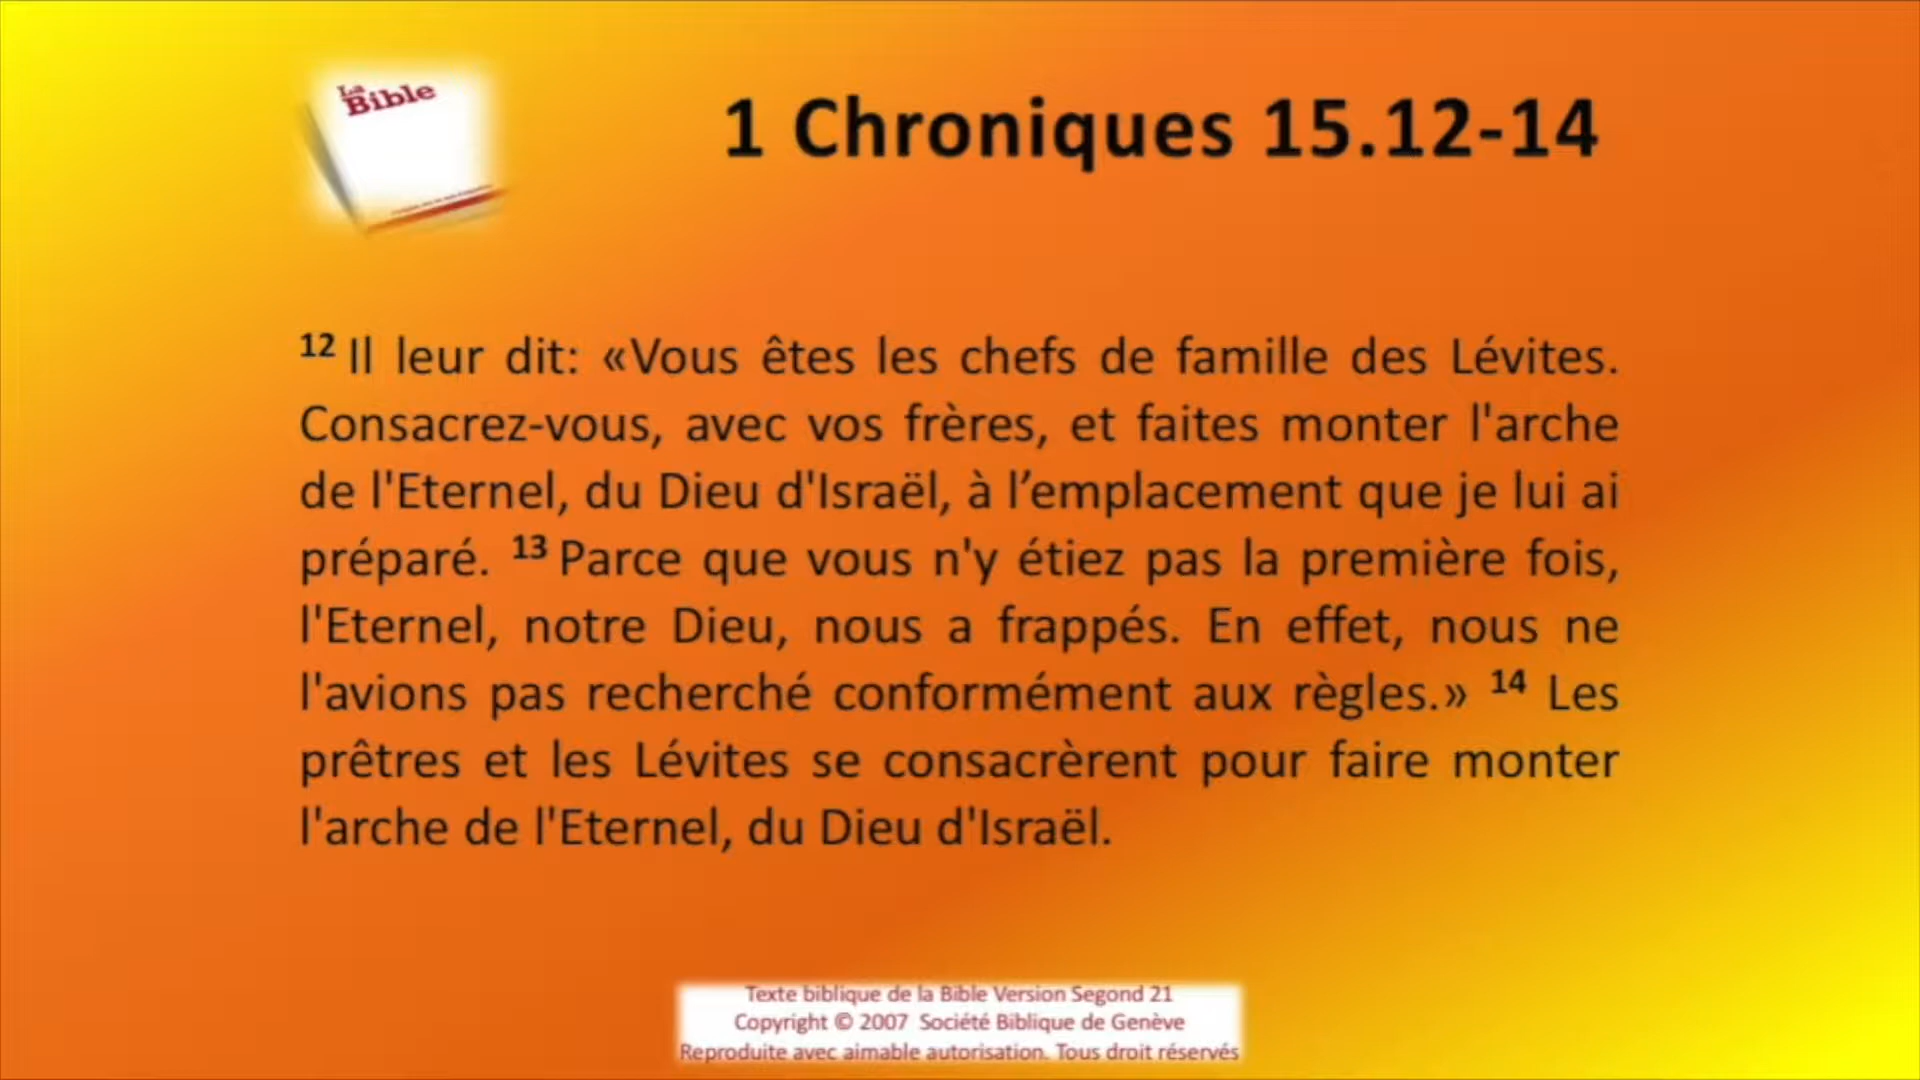 La
Bible
1 Chroniques 15.12-14
12 Il leur dit: «Vous êtes les chefs de famille des Lévites.
Consacrez-vous, avec vos frères, et faites monter l'arche
de l'Eternel, du Dieu d'Israël, à l’emplacement que je lui ai
préparé. 13 Parce que vous n'y étiez pas la première fois,
l'Eternel, notre Dieu, nous a frappés. En effet, nous ne
l'avions pas recherché conformément aux règles.» 14 Les
prêtres et les Lévites se consacrèrent pour faire monter
l'arche de l'Eternel, du Dieu d'Israël.
Texte biblique de la Bible Version Segond 21
Copyright © 2007 Société Biblique de Genève
Reproduite avec aimable autorisation. Tous droit réservés